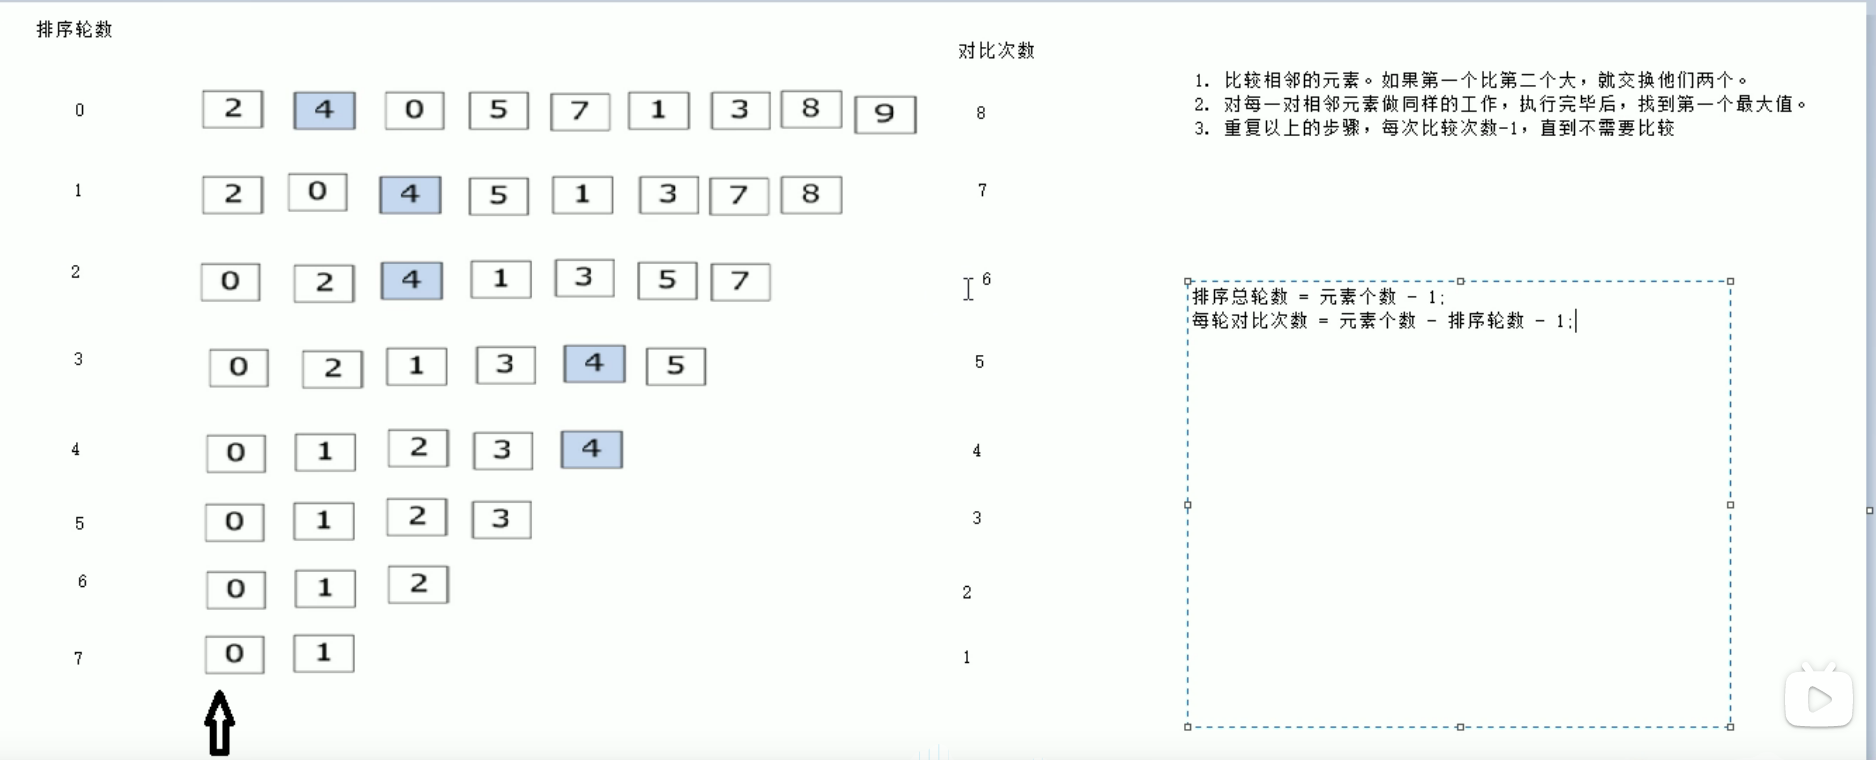 排序轮数
对比次数
0 2 4 0 5 7 1 3 8 9 8
1 2 0 4 5 1 3 7 8 7
2 0 2 4 1 3 5 7 6
3 0 2 1 3 4 5 5
4 0 1 2 3 4 4
5 0 1 2 3 3
6 0 1 2 2
7 0 1 1
1. 比较相邻的元素。如果第一个比第二个大，就交换他们两个。
2. 对每一对相邻元素做同样的工作，执行完毕后，找到第一个最大值。
3. 重复以上的步骤，每次比较次数-1，直到不需要比较
排序总轮数 = 元素个数 - 1;
每轮对比次数 = 元素个数 - 排序轮数 - 1;